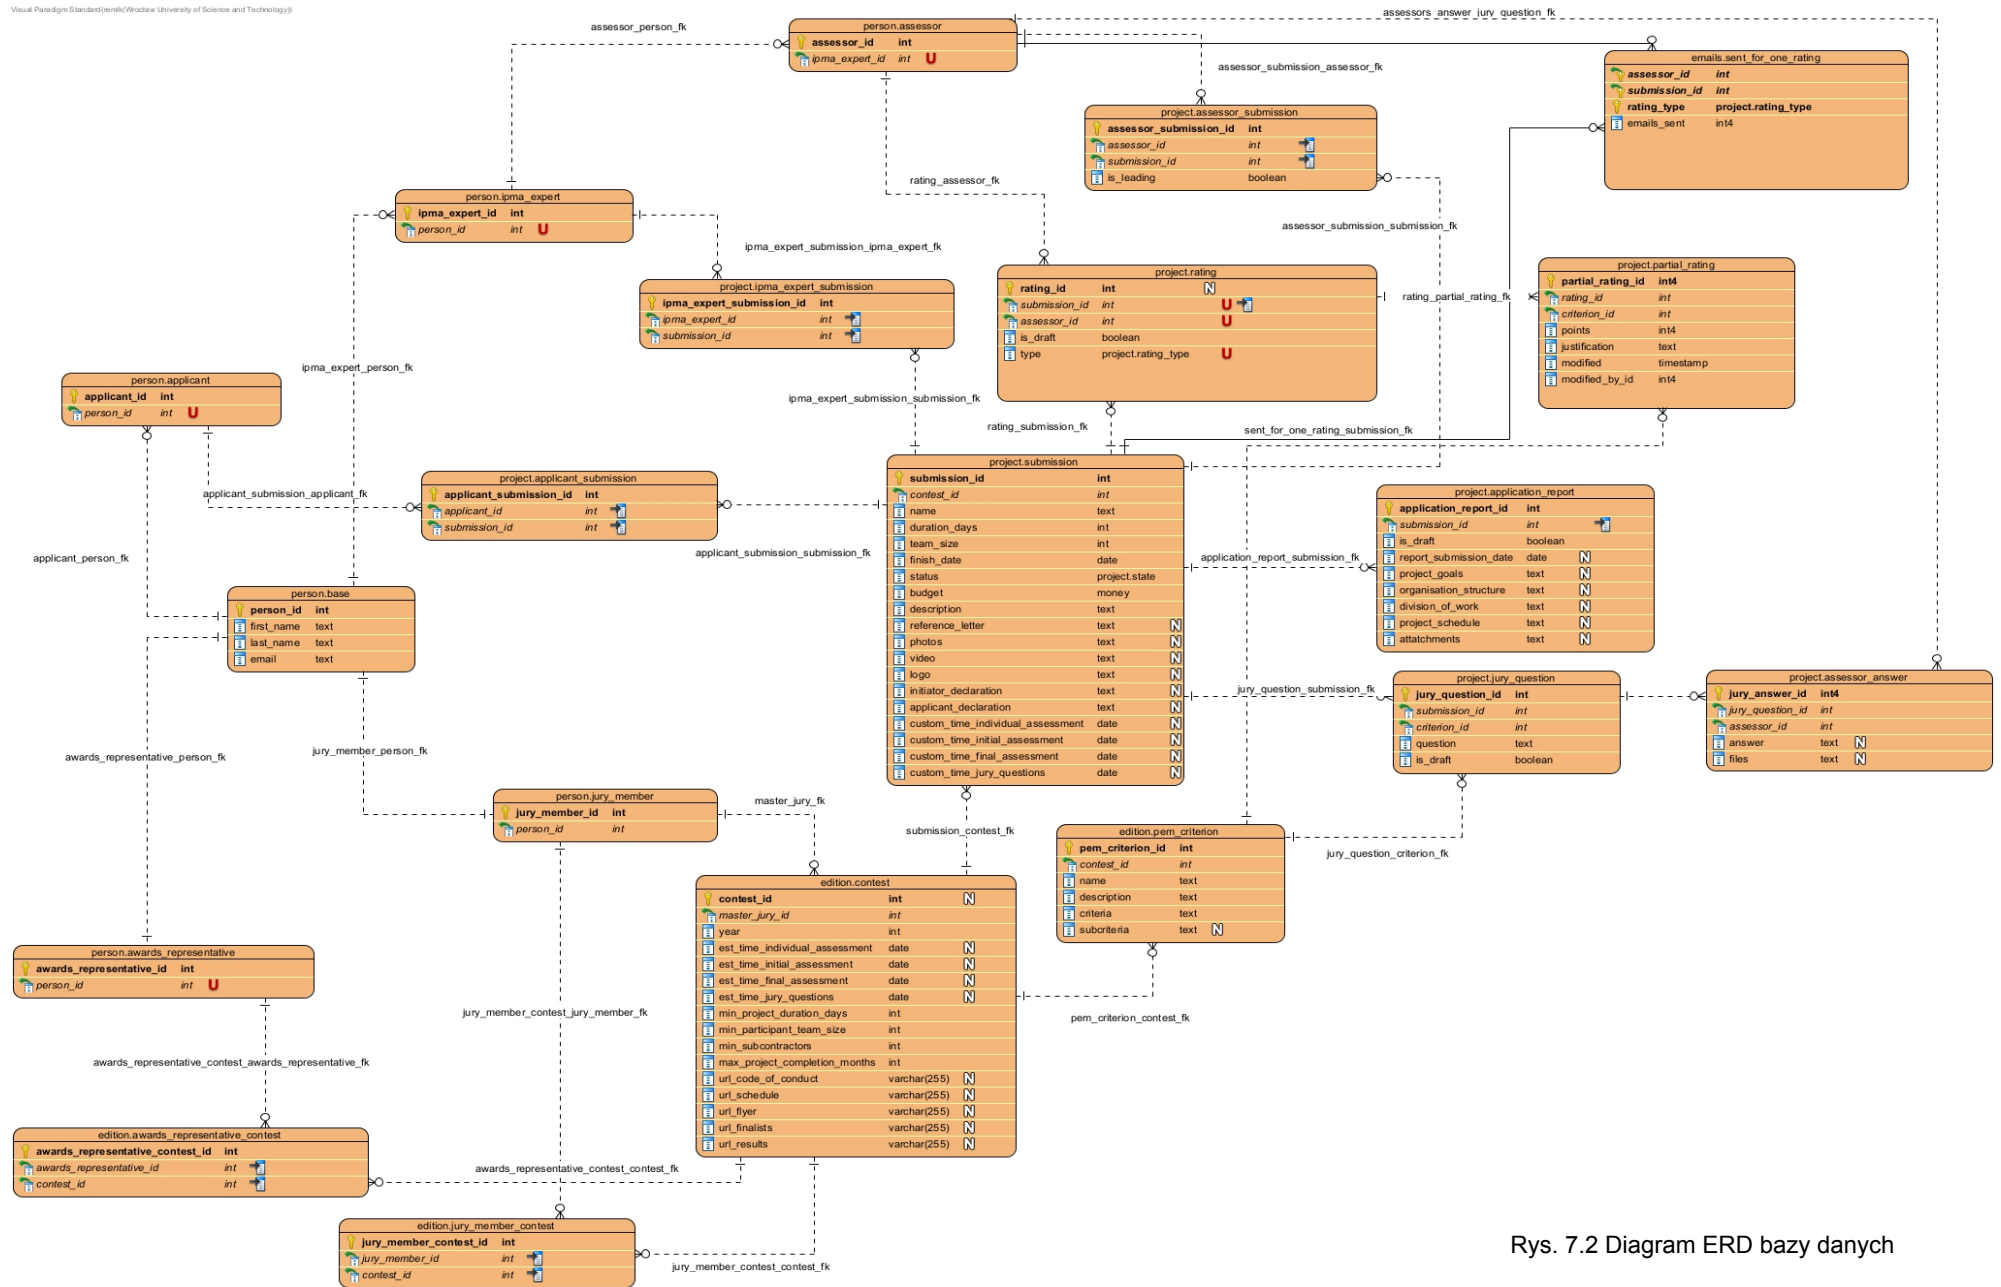 Visual Paradigm Standard(remik(Wrocław University of Science and Technology))
assessors_answer_jury_question_fk
assessor_person_fk
person.assessor
assessor_id int
ipma_expert_id int U
assessor_submission_assessor_fk
emails.sent_for_one_rating
assessor_id int
submission_id int
rating_type project.rating_type
emails_sent int4
project.assessor_submission
assessor_submission_id int
assessor_id int
submission_id int
is_leading boolean
rating_assessor_fk
assessor_submission_submission_fk
person.ipma_expert
ipma_expert_id int
person_id int U
ipma_expert_submission_ipma_expert_fk
project.ipma_expert_submission
ipma_expert_submission_id int
ipma_expert_id int
submission_id int
project.rating
rating_id int N
submission_id int U
assessor_id int U
is_draft boolean
type project.rating_type U
rating_partial_rating_fk
project.partial_rating
partial_rating_id int4
rating_id int
criterion_id int
points int4
justification text
modified timestamp
modified_by_id int4
ipma_expert_person_fk
ipma_expert_submission_submission_fk
rating_submission_fk
sent_for_one_rating_submission_fk
person.applicant
applicant_id int
person_id int U
applicant_submission_applicant_fk
project.applicant_submission
applicant_submission_id int
applicant_id int
submission_id int
applicant_submission_submission_fk
applicant_person_fk
project.submission
submission_id int
contest_id int
name text
duration_days int
team_size int
finish_date date
status project.state
budget money
description text
reference_letter text N
photos text N
video text N
logo text N
initiator_declaration text N
applicant_declaration text N
custom_time_individual_assessment date N
custom_time_initial_assessment date N
custom_time_final_assessment date N
custom_time_jury_questions date N
application_report_submission_fk
project.application_report
application_report_id int
submission_id int
is_draft boolean
report_submission_date date N
project_goals text N
organisation_structure text N
division_of_work text N
project_schedule text N
attatchments text N
person.base
person_id int
first_name text
last_name text
email text
jury_question_submission_fk
project.jury_question
jury_question_id int
submission_id int
criterion_id int
question text
is_draft boolean
project.assessor_answer
jury_answer_id int4
jury_question_id int
assessor_id int
answer text N
files text N
awards_representative_person_fk
jury_member_person_fk
person.jury_member
jury_member_id int
person_id int
master_jury_fk
submission_contest_fk
edition.pem_criterion
pem_criterion_id int
contest_id int
name text
description text
criteria text
subcriteria text N
jury_question_criterion_fk
edition.contest
contest_id int N
master_jury_id int
year int
est_time_individual_assessment date N
est_time_initial_assessment date N
est_time_final_assessment date N
est_time_jury_questions date N
min_project_duration_days int
min_participant_team_size int
min_subcontractors int
max_project_completion_months int
url_code_of_conduct varchar(255) N
url_schedule varchar(255) N
url_flyer varchar(255) N
url_finalists varchar(255) N
url_results varchar(255) N
pem_criterion_contest_fk
person.awards_representative
awards_representative_id int
person_id int U
jury_member_contest_jury_member_fk
awards_representative_contest_awards_representative_fk
edition.awards_representative_contest
awards_representative_contest_id int
awards_representative_id int
contest_id int
awards_representative_contest_contest_fk
edition.jury_member_contest
jury_member_contest_id int
jury_member_id int
contest_id int
jury_member_contest_contest_fk
Rys. 7.2 Diagram ERD bazy danych